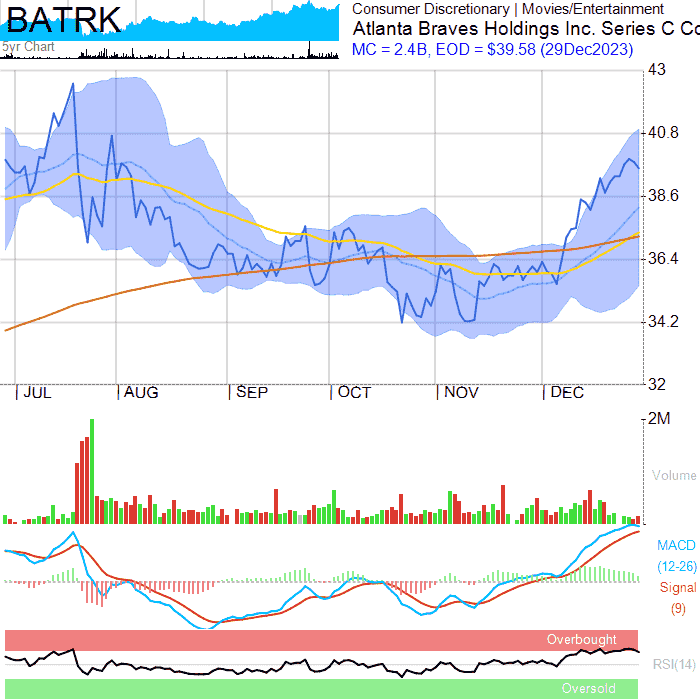 BATRK
5yr Chart
Consumer Discretionary | Movies/Entertainment
Atlanta Braves Holdings Inc. Series C Co
MC = 2.4B, EOD = $39.58 (29Dec2023)
43
40.8
38.6
36.4
34.2
32
JUL AUG SEP OCT NOV DEC
2M
Volume
MACD
(12-26)
Signal
(9)
Overbought
RSI(14)
Oversold